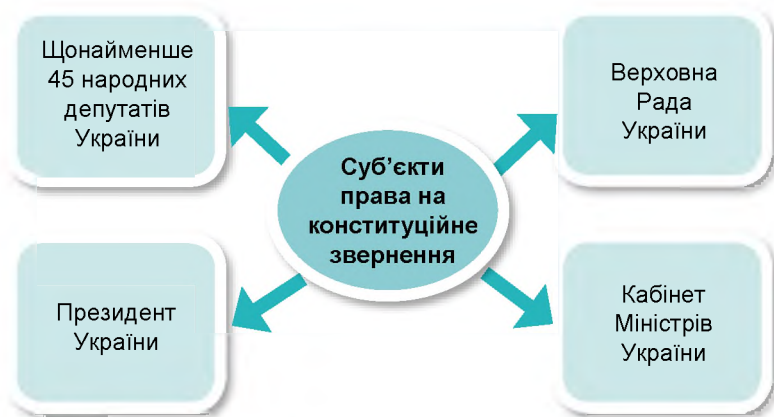 Щонайменше
45 народних
депутатів
України
Верховна
Рада
України
Суб’єкти
права на
конституційне
звернення
Президент
України
Кабінет
Міністрів
України